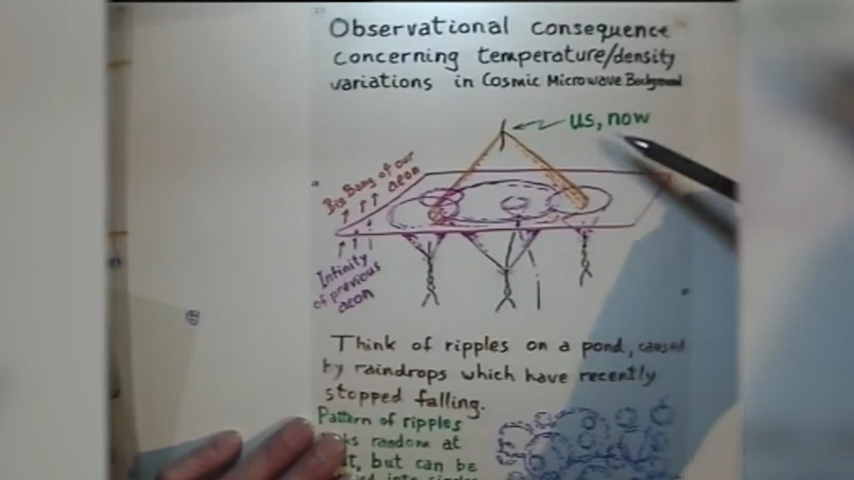 Observational consequence
concerning temperature/density
variations in Cosmic Microwave Background
us, now
Big Bang of our
aeon
Infinity
of previous
aeon
Think of ripples on a pond, caused
by raindrops which have recently
stopped falling.
Pattern of ripples
random at
but can be
into